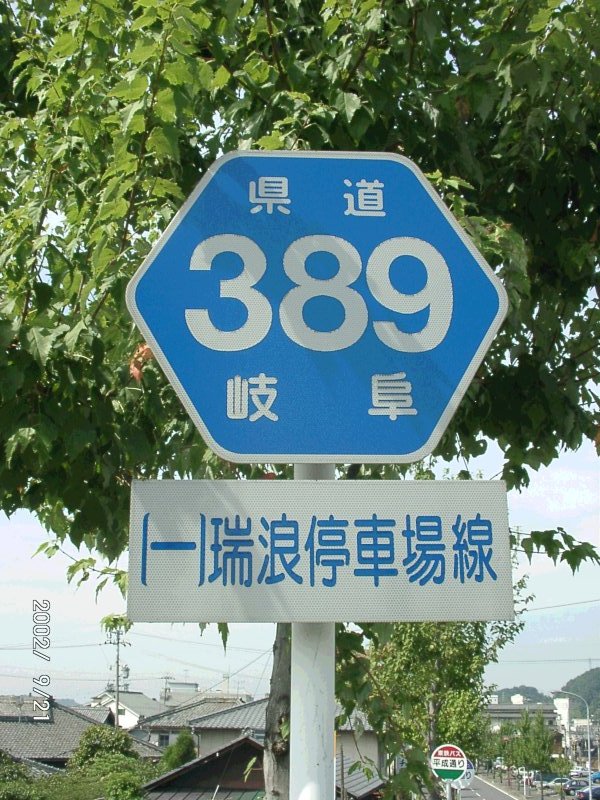 県道
389
岐阜
(一)瑞浪停車場線
2002/ 9/21
東鉄バス
平成通り